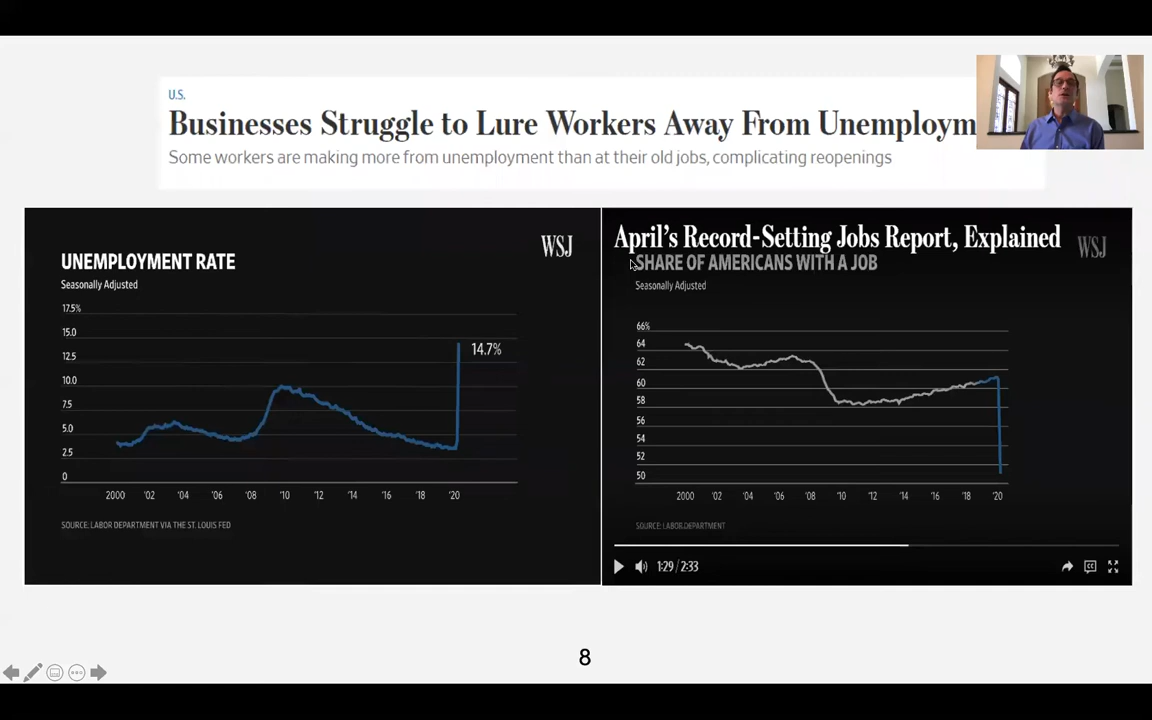 U.S.
Businesses Struggle to Lure Workers Away From Unemploym
Some workers are making more from unemployment than at their old jobs, complicating reopenings
WSJ
UNEMPLOYMENT RATE
Seasonally Adjusted
17.5%
15.0
12.5
10.0
7.5
5.0
2.5
0
14.7%
2000 '02 '04 '06 '08 '10 '12 '14 '16 '18 '20
SOURCE: LABOR DEPARTMENT VIA THE ST. LOUIS FED
April's Record-Setting Jobs Report, Explained
WSJ
SHARE OF AMERICANS WITH A JOB
Seasonally Adjusted
66%
64
62
60
58
56
54
52
50
2000 '02 '04 '06 '08 '10 '12 '14 '16 '18 '20
SOURCE: LABOR DEPARTMENT
1:29 / 2:33
CC
8